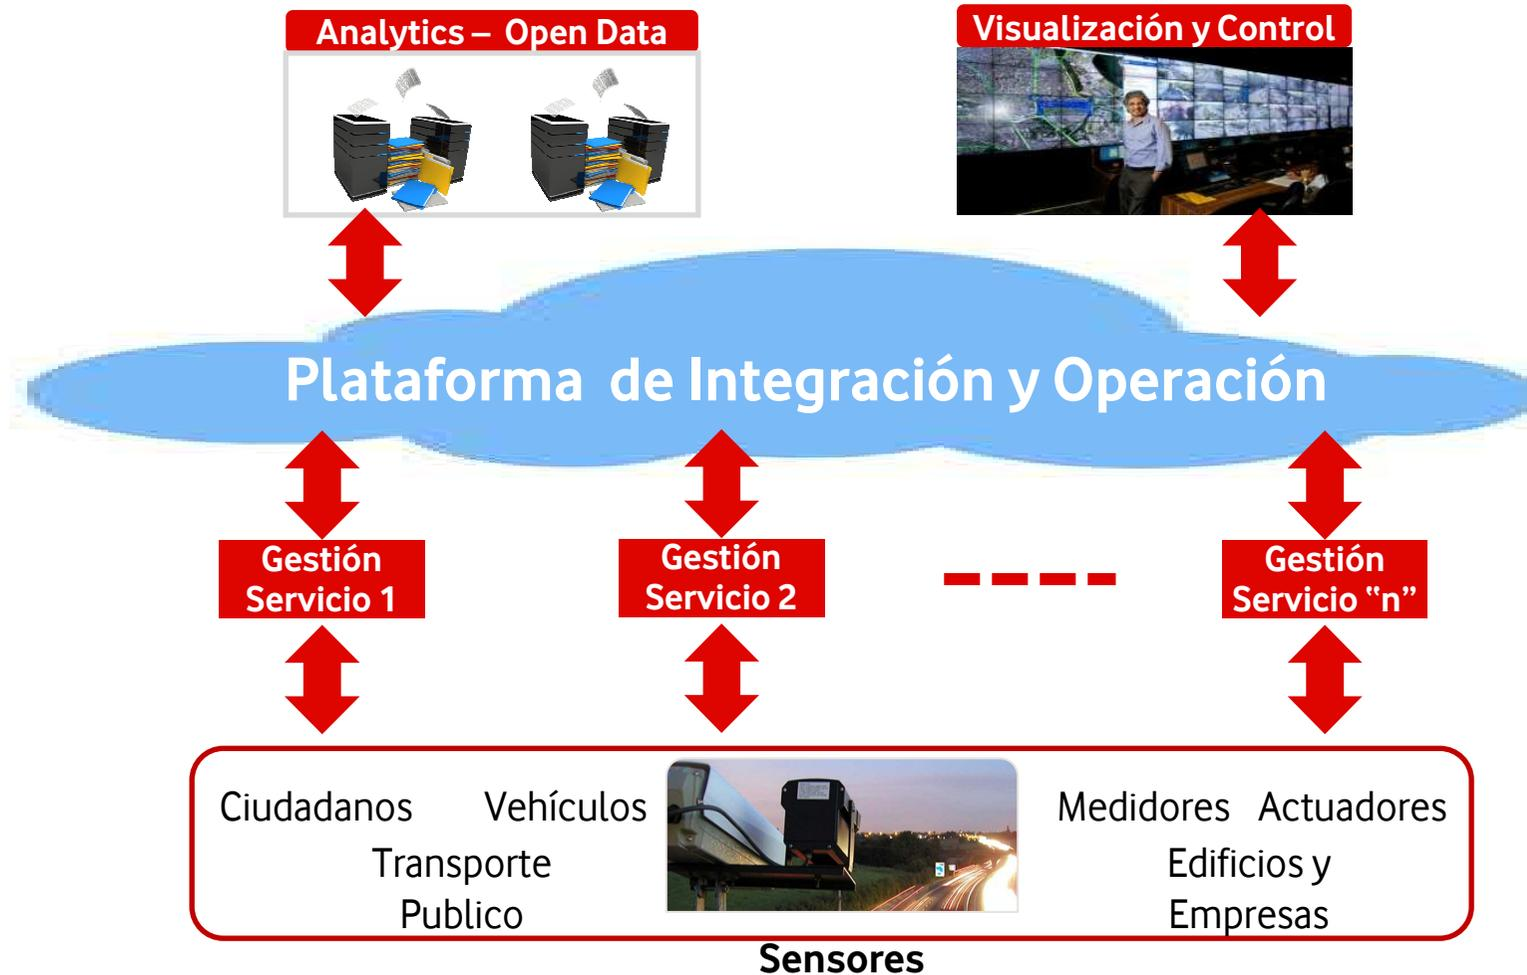 Analytics – Open Data
Visualización y Control
Plataforma de Integración y Operación
Gestión
Servicio 1
Gestión
Servicio 2
Gestión
Servicio “n”
Ciudadanos
Vehículos
Transporte
Publico
Medidores
Actuadores
Edificios y
Empresas
Sensores